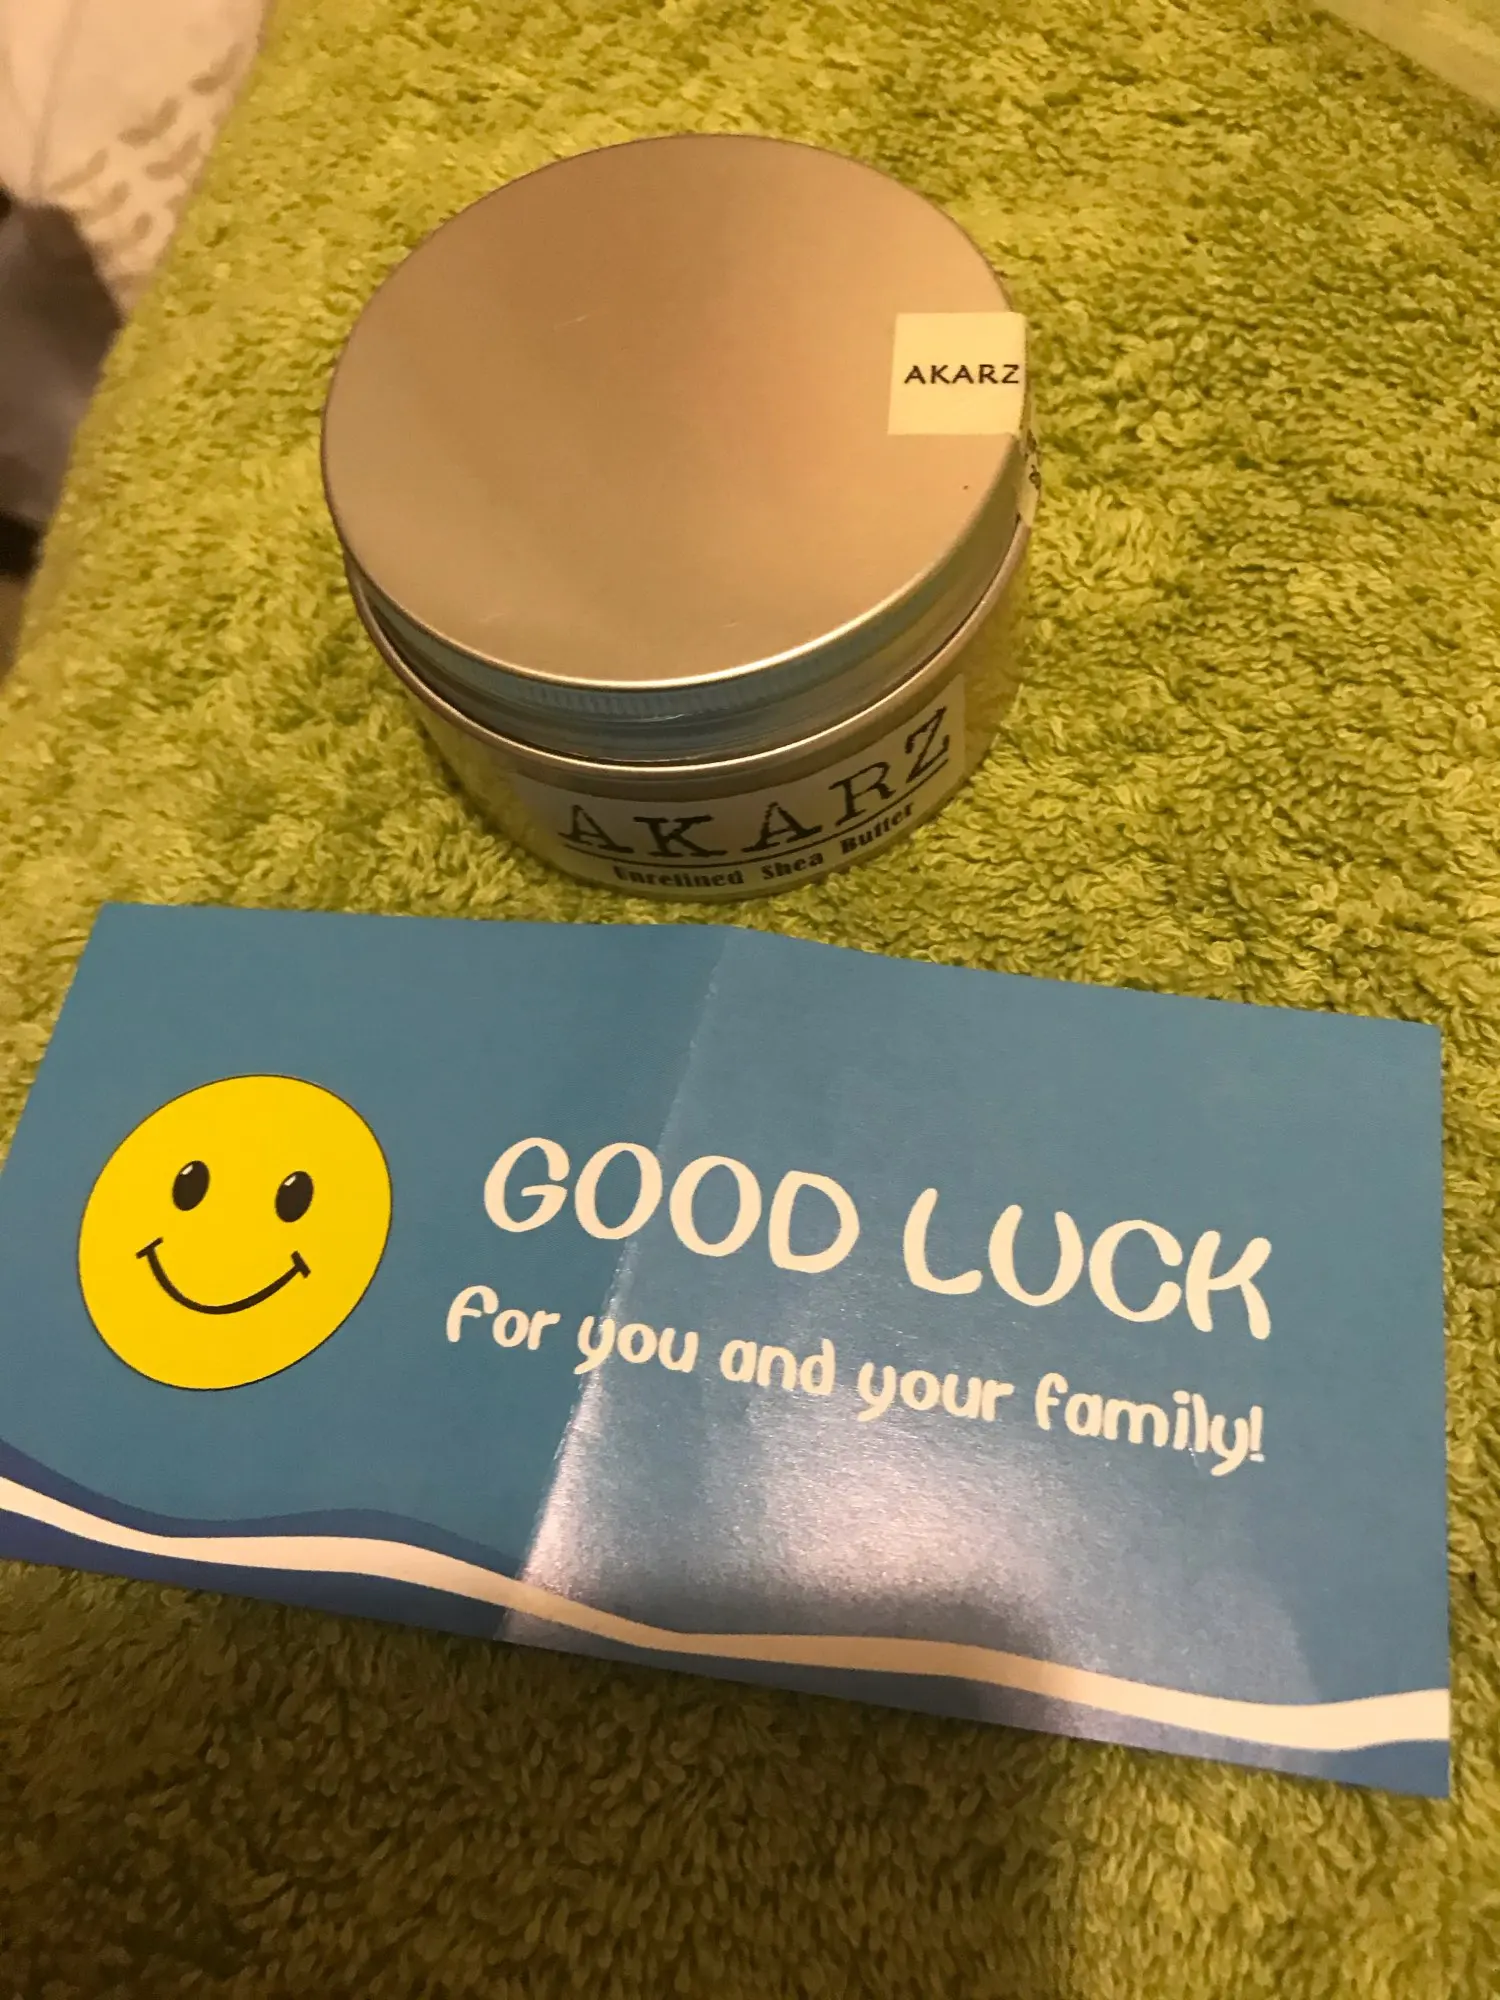 AKARZ
AKARZ
Unrefined Shea Butter
GOOD LUCK
for you and your family!